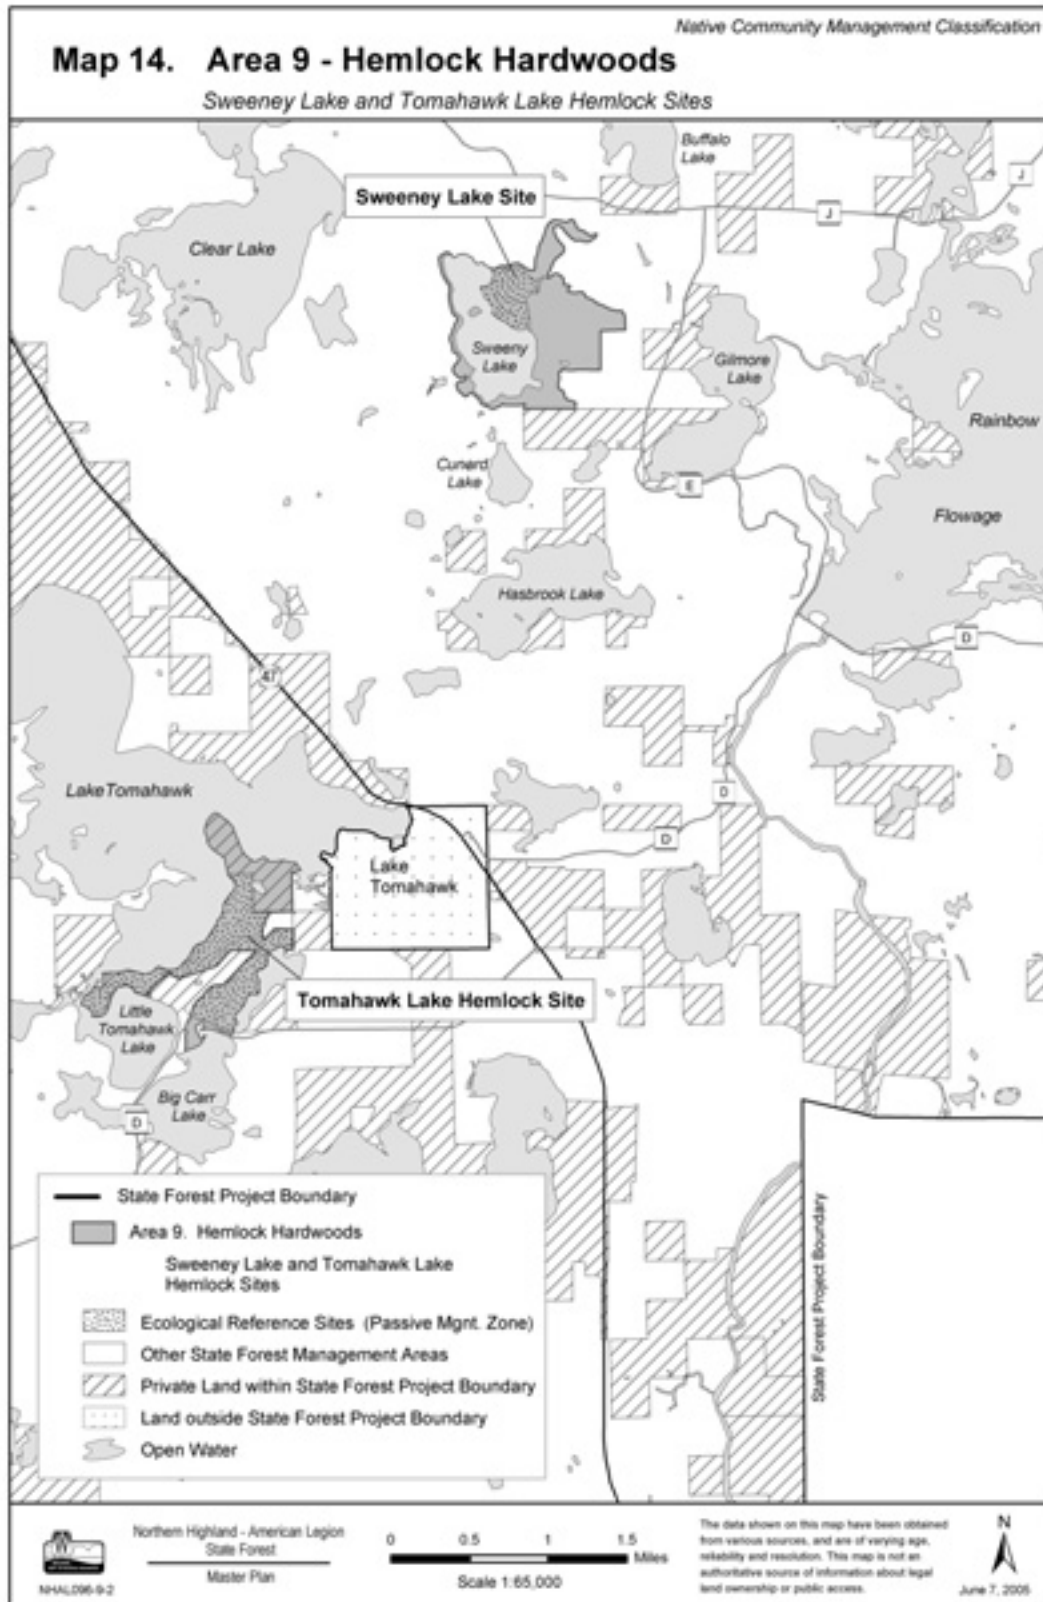 Native Community Management Classification
Map 14. Area 9 - Hemlock Hardwoods
Sweeney Lake and Tomahawk Lake Hemlock Sites
Buffalo
Lake
J
Sweeney Lake Site
J
Clear Lake
Sweeny
Lake
Gilmore
Lake
Rainbow
Cunard
Lake
E
Flowage
Hasbrook Lake
D
47
Lake Tomahawk
D
D
Lake
Tomahawk
Tomahawk Lake Hemlock Site
Little
Tomahawk
Lake
Big Carr
Lake
D
State Forest Project Boundary
Area 9. Hemlock Hardwoods
Sweeney Lake and Tomahawk Lake
Hemlock Sites
Ecological Reference Sites (Passive Mgnt. Zone)
Other State Forest Management Areas
Private Land within State Forest Project Boundary
Land outside State Forest Project Boundary
Open Water
State Forest Project Boundary
NHAL096-9-2
Northern Highland - American Legion
State Forest
Master Plan
0 0.5 1 1.5
Miles
Scale 1:65,000
The data shown on this map have been obtained
from various sources, and are of varying age,
reliability and resolution. This map is not an
authoritative source of information about legal
land ownership or public access.
N
June 7, 2005